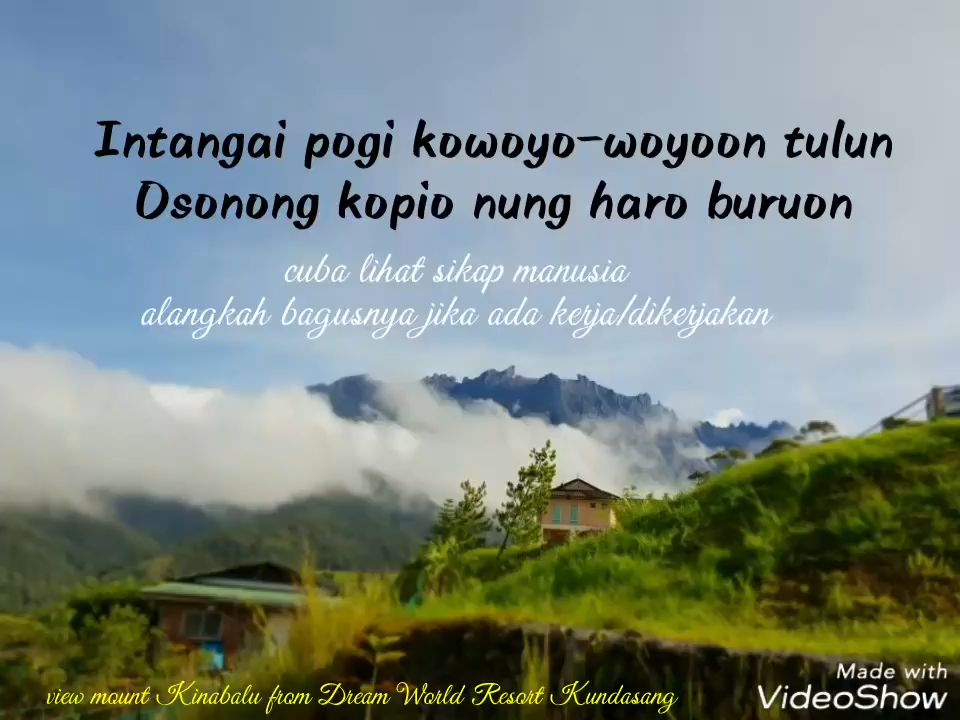 Intangai pogi kowoyo-woyoon tulun
Osonong kopio nung haro buruon
cuba lihat sikap manusia
alangkah bagusnya jika ada kerja/dikerjakan
view mount Kinabalu from Dream World Resort Kundasang
Made with
VideoShow